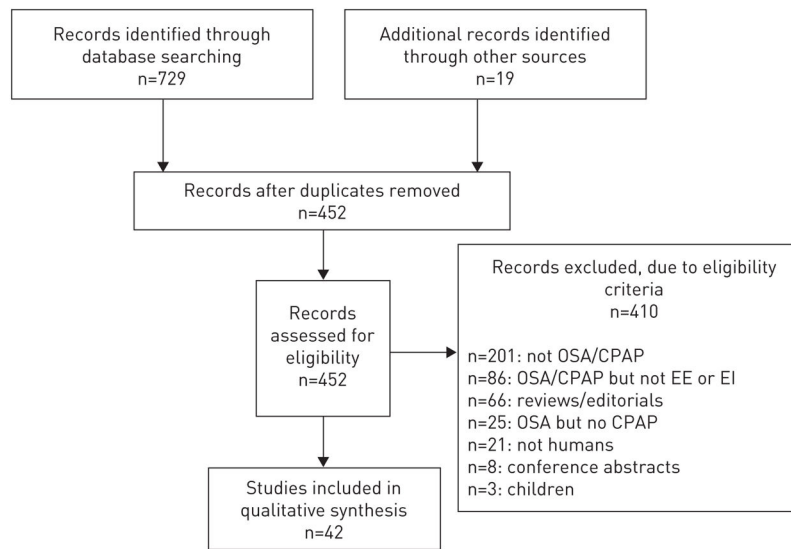 Records identified through
database searching
n=729
Additional records identified
through other sources
n=19
Records after duplicates removed
n=452
Records
assessed for
eligibility
n=452
Records excluded, due to eligibility
criteria
n=410
n=201: not OSA/CPAP
n=86: OSA/CPAP but not EE or EI
n=66: reviews/editorials
n=25: OSA but no CPAP
n=21: not humans
n=8: conference abstracts
n=3: children
Studies included in
qualitative synthesis
n=42